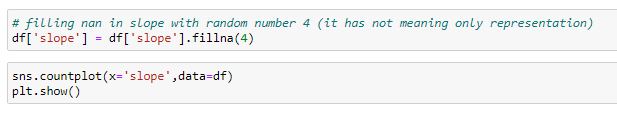 # filling nan in slope with random number 4 (it has not meaning only representation)
df['slope'] = df['slope'].fillna(4)
sns.countplot(x='slope',data=df)
plt.show()